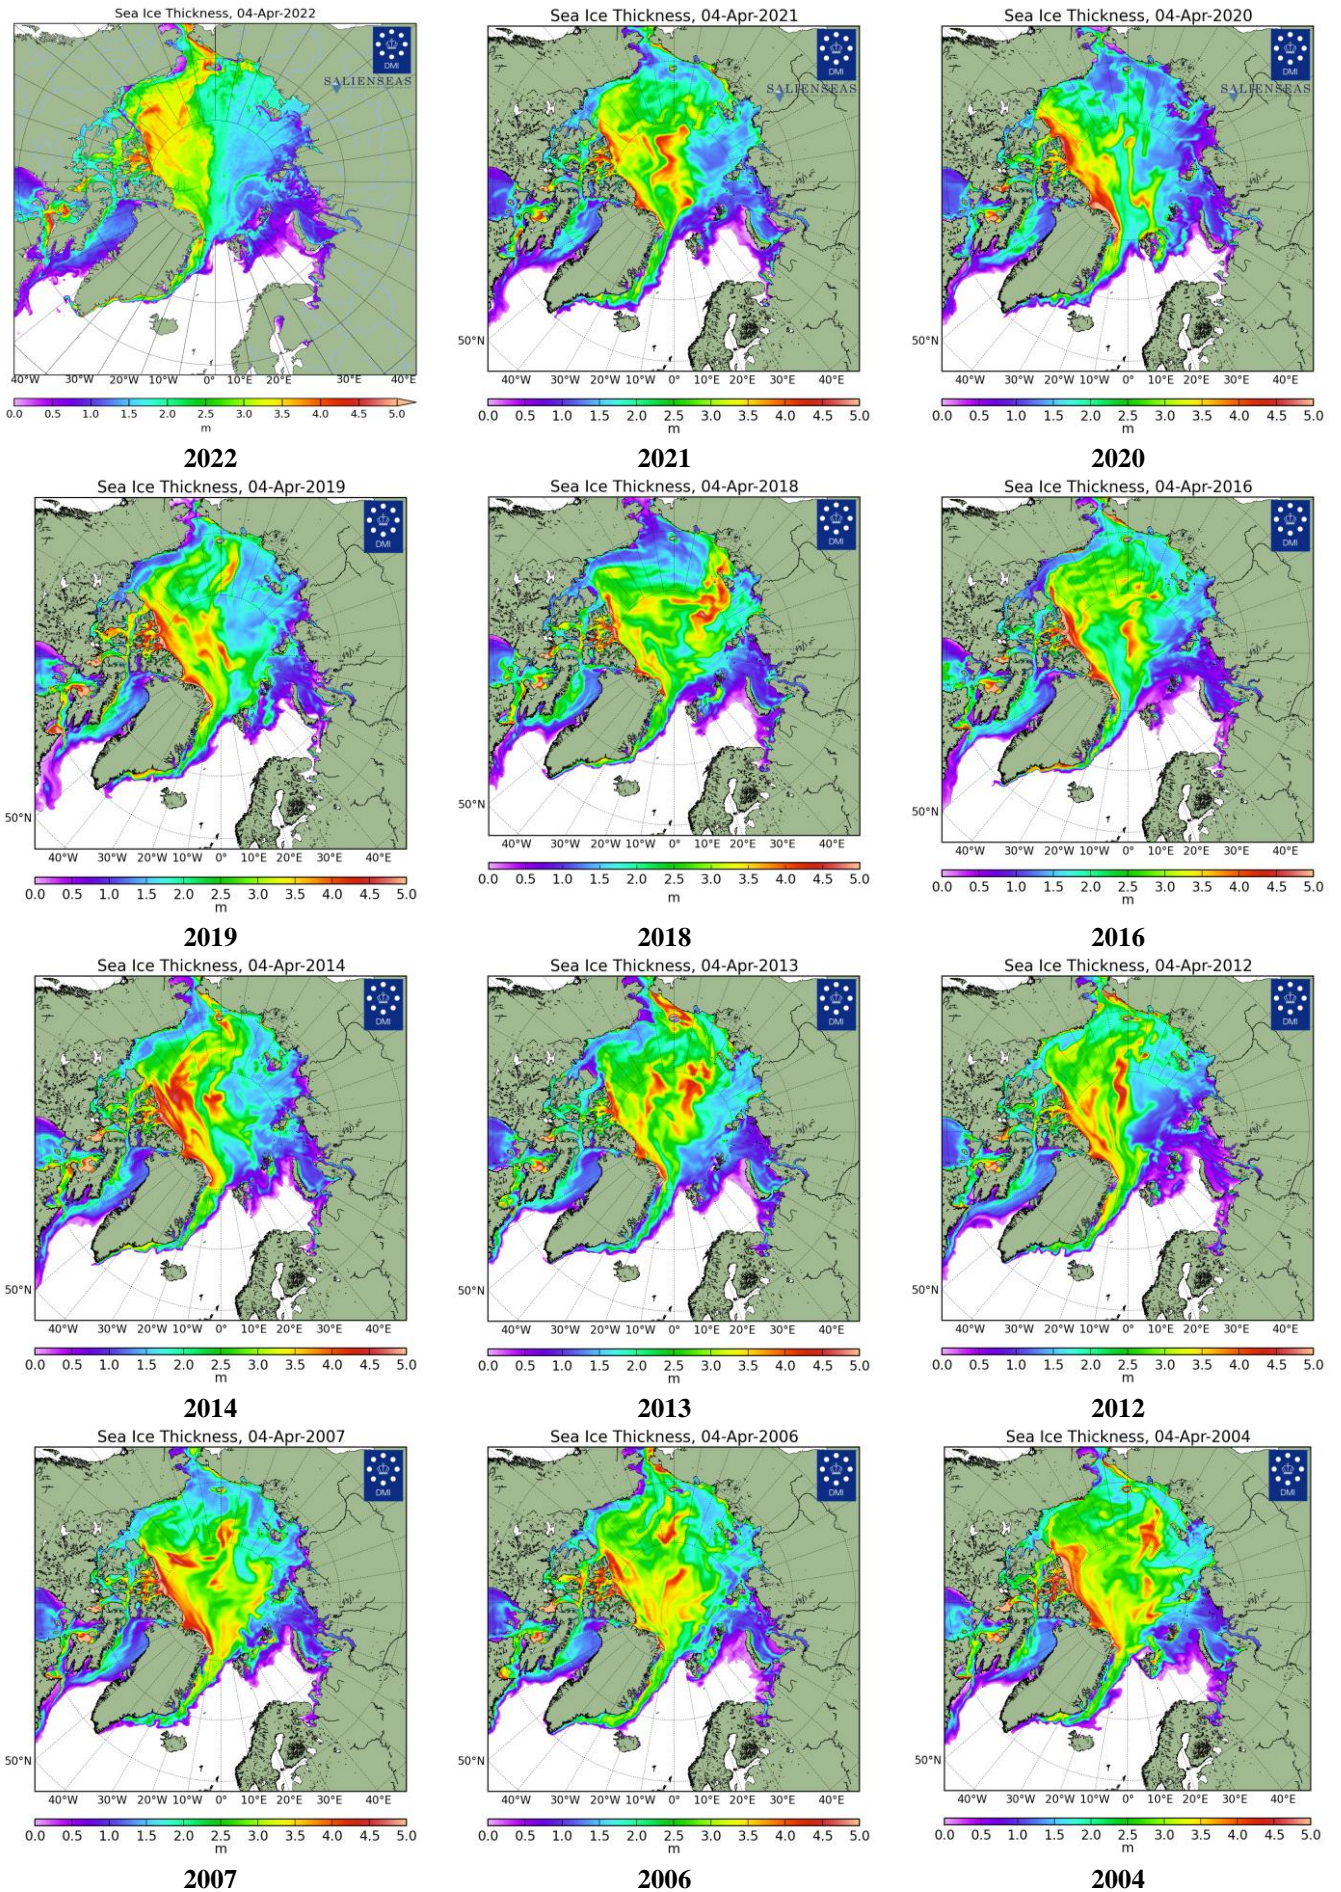 Sea Ice Thickness, 04-Apr-2022
DMI
SALIENSEAS
40°W 30°W 20°W 10°W 0° 10°E 20°E 30°E 40°E
0.0 0.5 1.0 1.5 2.0 2.5 3.0 3.5 4.0 4.5 5.0
m
2022
Sea Ice Thickness, 04-Apr-2021
DMI
SALIENSEAS
50°N
40°W 30°W 20°W 10°W 0° 10°E 20°E 30°E 40°E
0.0 0.5 1.0 1.5 2.0 2.5 3.0 3.5 4.0 4.5 5.0
m
2021
Sea Ice Thickness, 04-Apr-2020
DMI
SALIENSEAS
50°N
40°W 30°W 20°W 10°W 0° 10°E 20°E 30°E 40°E
0.0 0.5 1.0 1.5 2.0 2.5 3.0 3.5 4.0 4.5 5.0
m
2020
Sea Ice Thickness, 04-Apr-2019
DMI
50°N
40°W 30°W 20°W 10°W 0° 10°E 20°E 30°E 40°E
0.0 0.5 1.0 1.5 2.0 2.5 3.0 3.5 4.0 4.5 5.0
m
2019
Sea Ice Thickness, 04-Apr-2018
DMI
50°N
40°W 30°W 20°W 10°W 0° 10°E 20°E 30°E 40°E
0.0 0.5 1.0 1.5 2.0 2.5 3.0 3.5 4.0 4.5 5.0
m
2018
Sea Ice Thickness, 04-Apr-2016
DMI
50°N
40°W 30°W 20°W 10°W 0° 10°E 20°E 30°E 40°E
0.0 0.5 1.0 1.5 2.0 2.5 3.0 3.5 4.0 4.5 5.0
m
2016
Sea Ice Thickness, 04-Apr-2014
DMI
50°N
40°W 30°W 20°W 10°W 0° 10°E 20°E 30°E 40°E
0.0 0.5 1.0 1.5 2.0 2.5 3.0 3.5 4.0 4.5 5.0
m
2014
Sea Ice Thickness, 04-Apr-2013
DMI
50°N
40°W 30°W 20°W 10°W 0° 10°E 20°E 30°E 40°E
0.0 0.5 1.0 1.5 2.0 2.5 3.0 3.5 4.0 4.5 5.0
m
2013
Sea Ice Thickness, 04-Apr-2012
DMI
50°N
40°W 30°W 20°W 10°W 0° 10°E 20°E 30°E 40°E
0.0 0.5 1.0 1.5 2.0 2.5 3.0 3.5 4.0 4.5 5.0
m
2012
Sea Ice Thickness, 04-Apr-2007
DMI
50°N
40°W 30°W 20°W 10°W 0° 10°E 20°E 30°E 40°E
0.0 0.5 1.0 1.5 2.0 2.5 3.0 3.5 4.0 4.5 5.0
m
2007
Sea Ice Thickness, 04-Apr-2006
DMI
50°N
40°W 30°W 20°W 10°W 0° 10°E 20°E 30°E 40°E
0.0 0.5 1.0 1.5 2.0 2.5 3.0 3.5 4.0 4.5 5.0
m
2006
Sea Ice Thickness, 04-Apr-2004
DMI
50°N
40°W 30°W 20°W 10°W 0° 10°E 20°E 30°E 40°E
0.0 0.5 1.0 1.5 2.0 2.5 3.0 3.5 4.0 4.5 5.0
m
2004